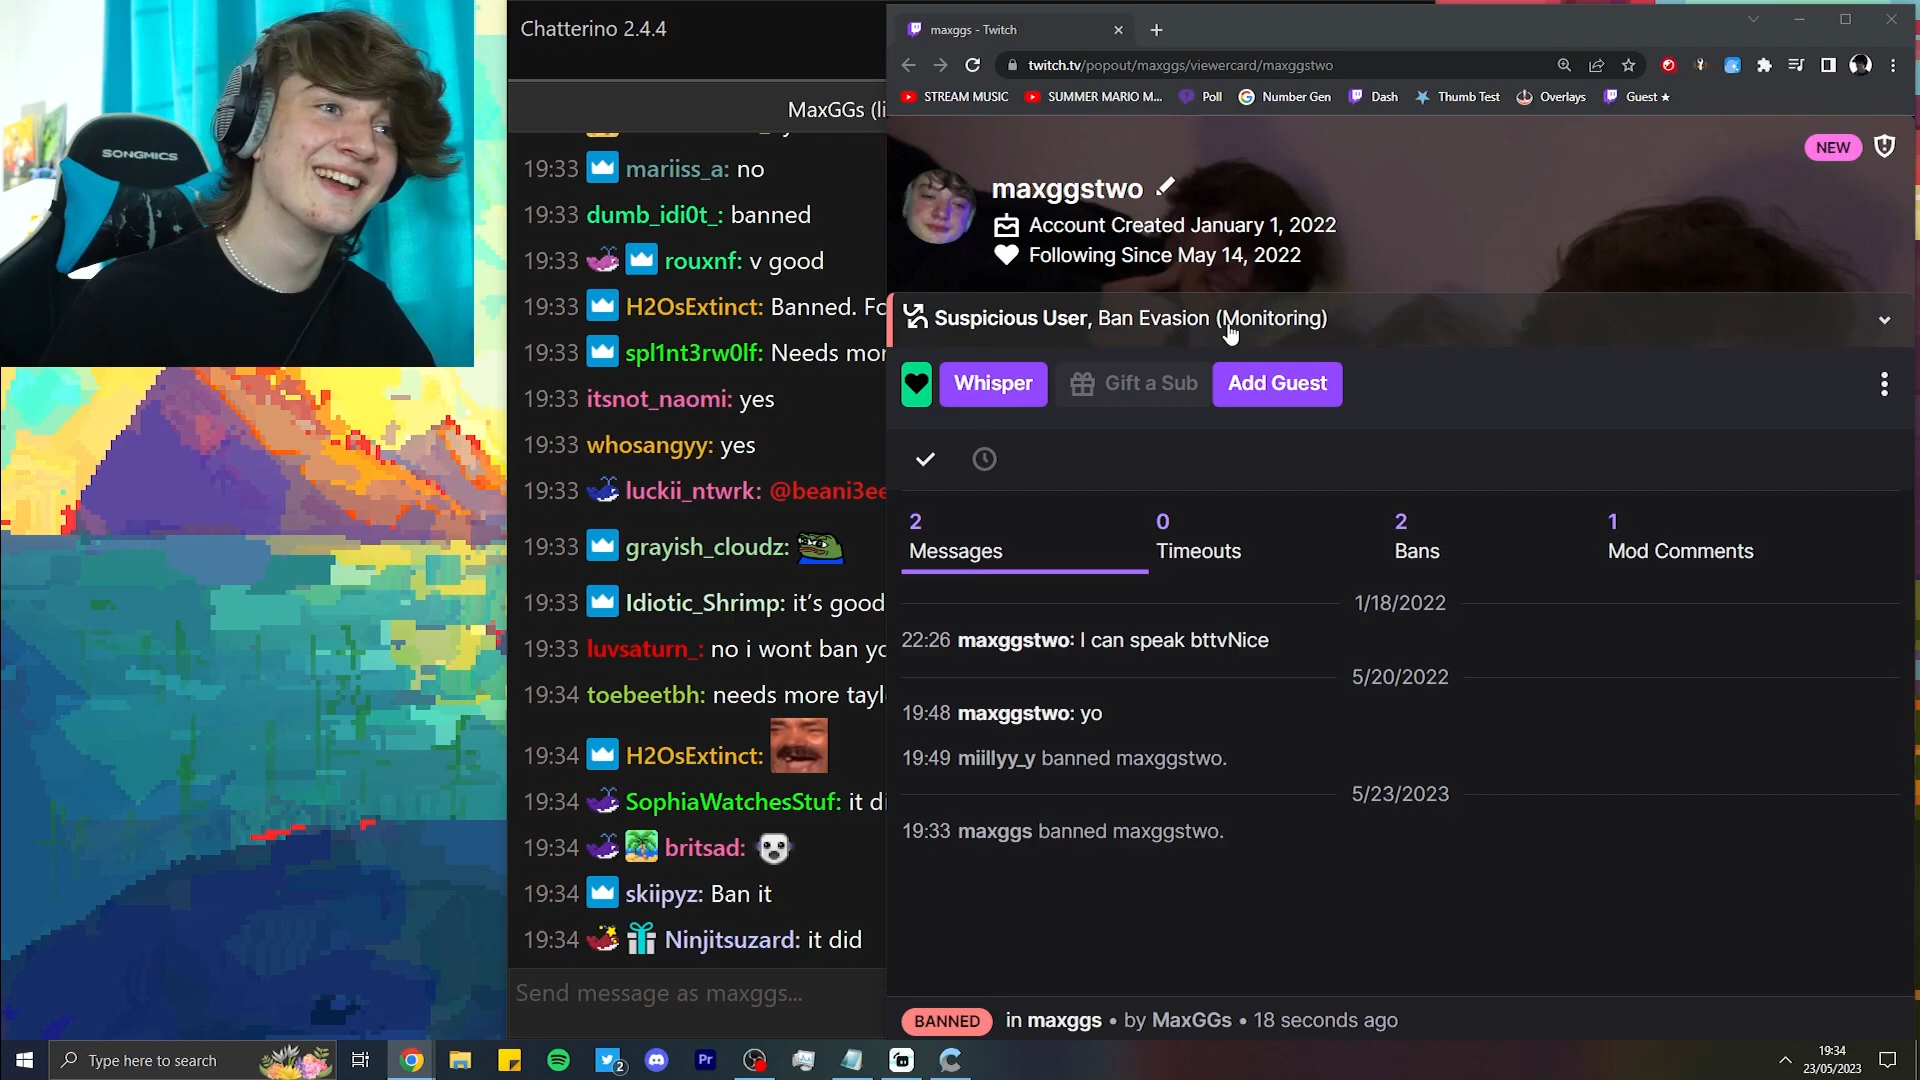 SONGMICS
Chatterino 2.4.4
MaxGGs (li
19:33 mariiss_a: no
19:33 dumb_idi0t_: banned
19:33 rouxnf: v good
19:33 H2OsExtinct: Banned. Fo
19:33 spl1nt3rw0lf: Needs mor
19:33 itsnot_naomi: yes
19:33 whosangyy: yes
19:33 luckii_ntwrk: @beani3ee
19:33 grayish_cloudz:
19:33 Idiotic_Shrimp: it's good
19:33 luvsaturn_: no i wont ban yo
19:34 toebeetbh: needs more tayl
19:34 H2OsExtinct:
19:34 SophiaWatchesStuf: it di
19:34 britsad:
19:34 skiipyz: Ban it
19:34 Ninjitsuzard: it did
Send message as maxggs...
maxggs - Twitch
twitch.tv/popout/maxggs/viewercard/maxggstwo
STREAM MUSIC SUMMER MARIO M... Poll Number Gen Dash Thumb Test Overlays Guest ★
NEW
maxggstwo
Account Created January 1, 2022
Following Since May 14, 2022
Suspicious User, Ban Evasion (Monitoring)
Whisper Gift a Sub Add Guest
2 0 2 1
Messages Timeouts Bans Mod Comments
1/18/2022
22:26 maxggstwo: I can speak bttvNice
5/20/2022
19:48 maxggstwo: yo
19:49 miillyy_y banned maxggstwo.
5/23/2023
19:33 maxggs banned maxggstwo.
BANNED in maxggs • by MaxGGs • 18 seconds ago
Type here to search
2
Pr
19:34
23/05/2023